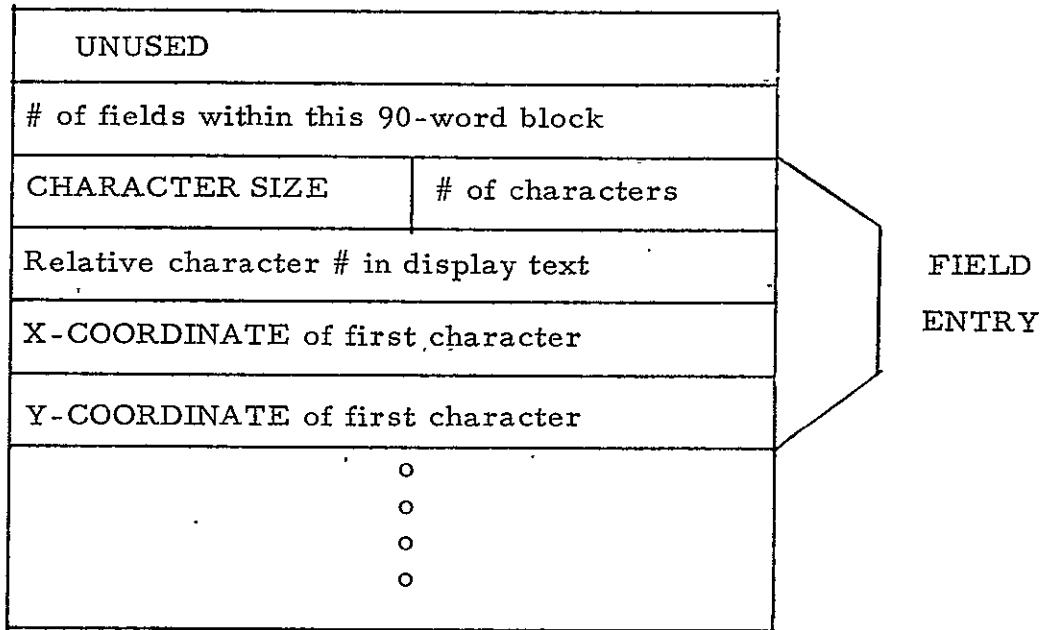 UNUSED
# of fields within this 90-word block
CHARACTER SIZE # of characters
Relative character # in display text
X-COORDINATE of first character
Y-COORDINATE of first character
o
o
o
o
FIELD
ENTRY